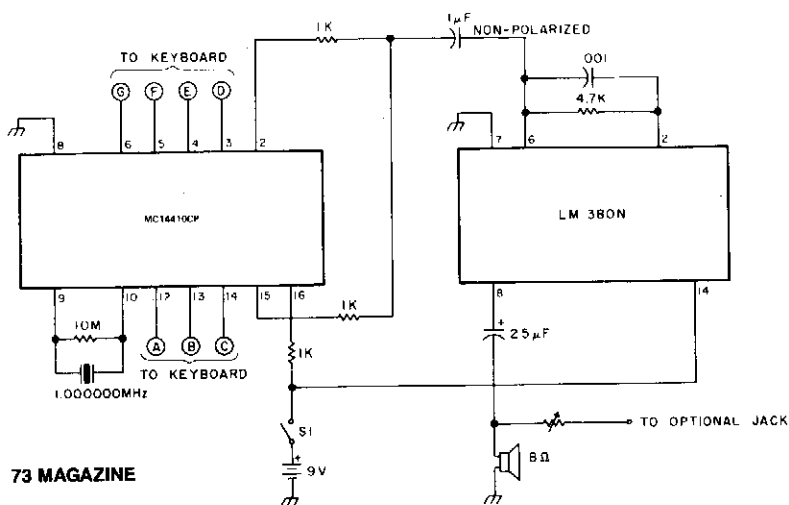 1K
1µF
NON-POLARIZED
TO KEYBOARD
G F E D
.001
4.7K
8 6 5 4 3 2
7 6 2
MC14410CP
LM 380N
9 10 12 13 14 15 16
8 14
10M
A B C
1K
1K
25µF
TO KEYBOARD
1.000000MHz
S1
TO OPTIONAL JACK
8Ω
9V
73 MAGAZINE
+
+